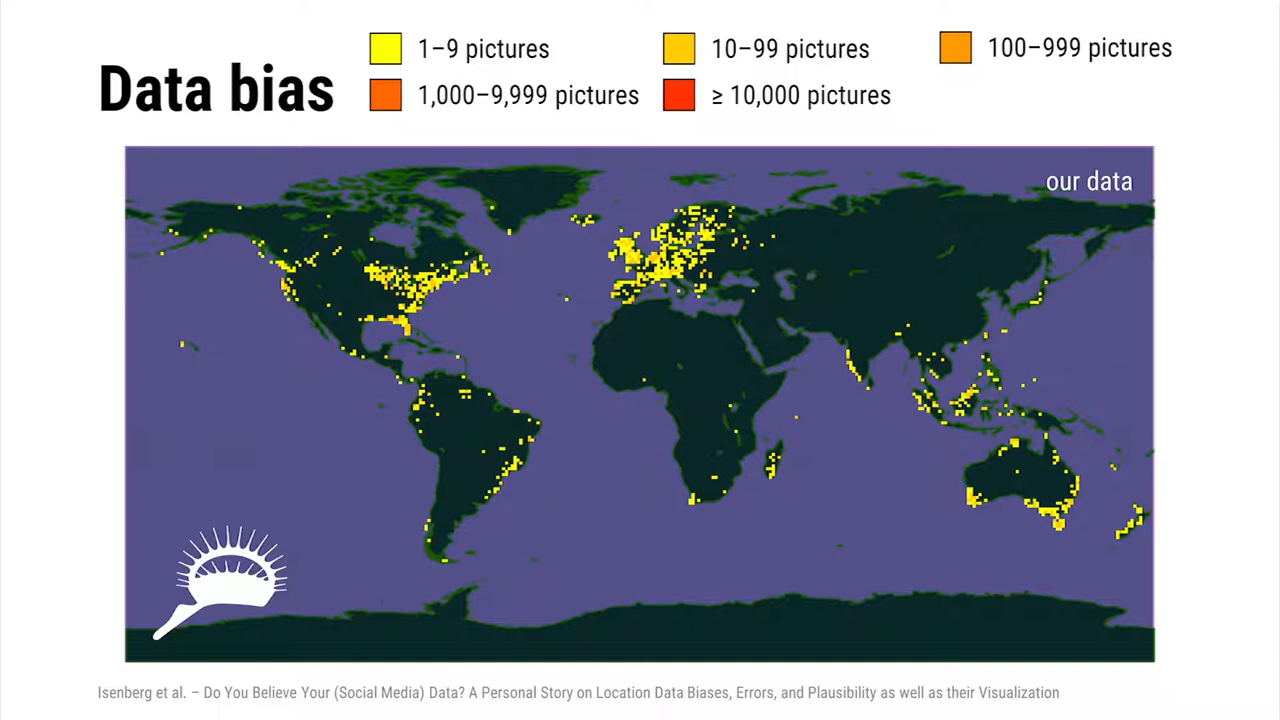 Data bias
1–9 pictures
10–99 pictures
100–999 pictures
1,000–9,999 pictures
≥ 10,000 pictures
our data
Isenberg et al. – Do You Believe Your (Social Media) Data? A Personal Story on Location Data Biases, Errors, and Plausibility as well as their Visualization